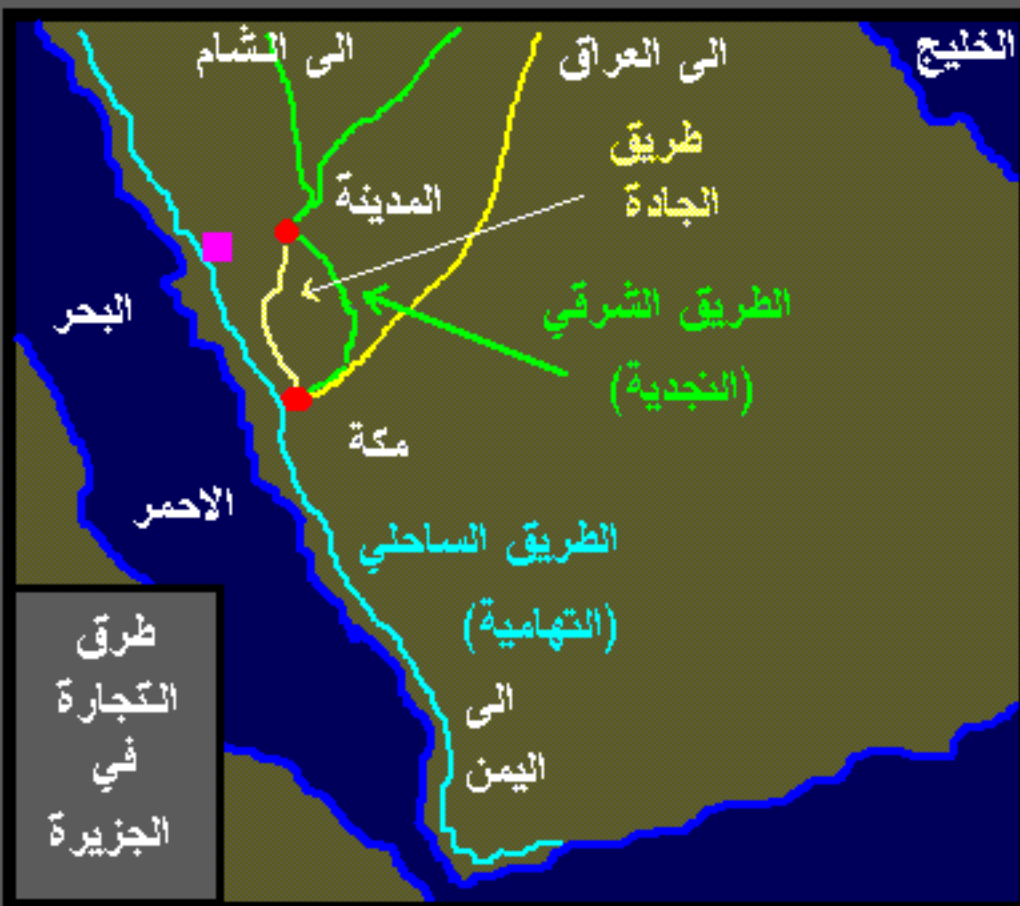 الى الشام
الى العراق
الخليج
طريق
الجادة
المدينة
البحر
الطريق الشرقي
(النجدية)
مكة
الاحمر
الطريق الساحلي
(التهامية)
الى
اليمن
طرق
التجارة
في
الجزيرة